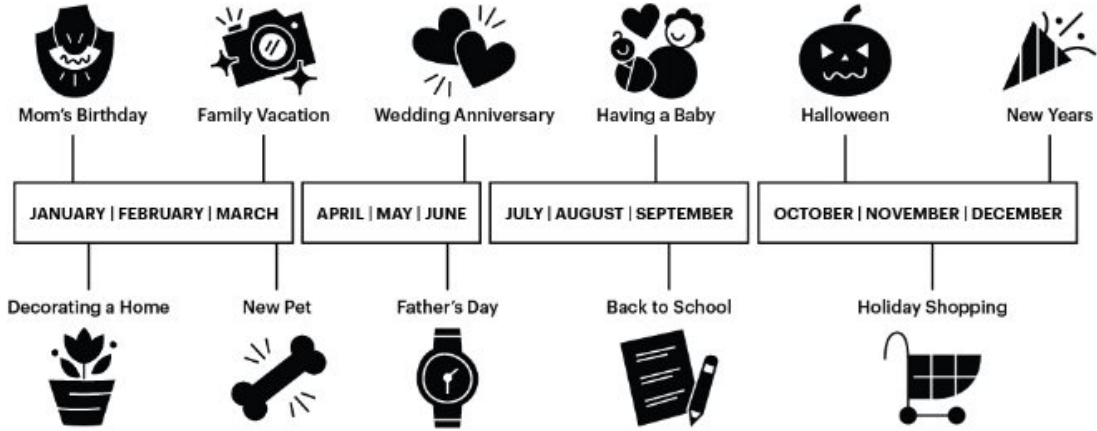 Mom's Birthday
Family Vacation
Wedding Anniversary
Having a Baby
Halloween
New Years
JANUARY | FEBRUARY | MARCH
APRIL | MAY | JUNE
JULY | AUGUST | SEPTEMBER
OCTOBER | NOVEMBER | DECEMBER
Decorating a Home
New Pet
Father's Day
Back to School
Holiday Shopping